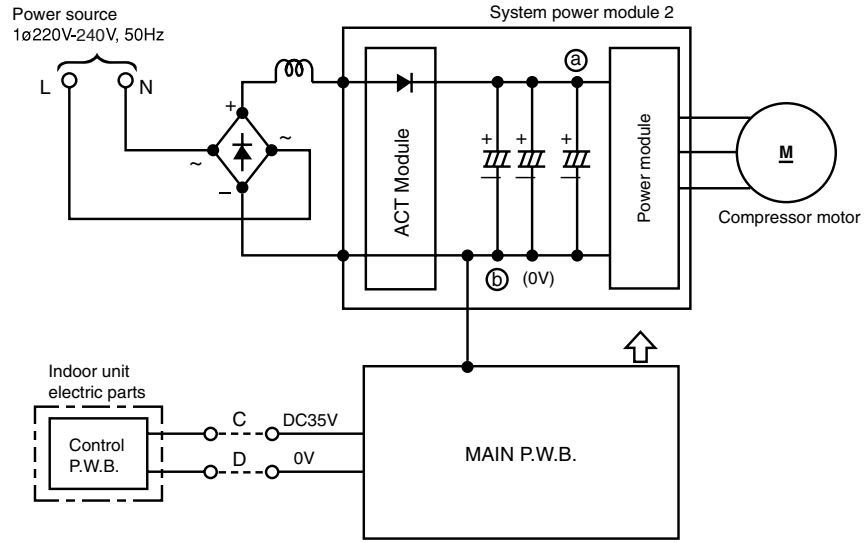 Power source
1ø220V-240V, 50Hz
L
N
+
~
~
−
System power module 2
ACT Module
ⓐ
+
+
+
ⓑ
(0V)
Power module
M
Compressor motor
Indoor unit
electric parts
Control
P.W.B.
C
DC35V
D
0V
MAIN P.W.B.